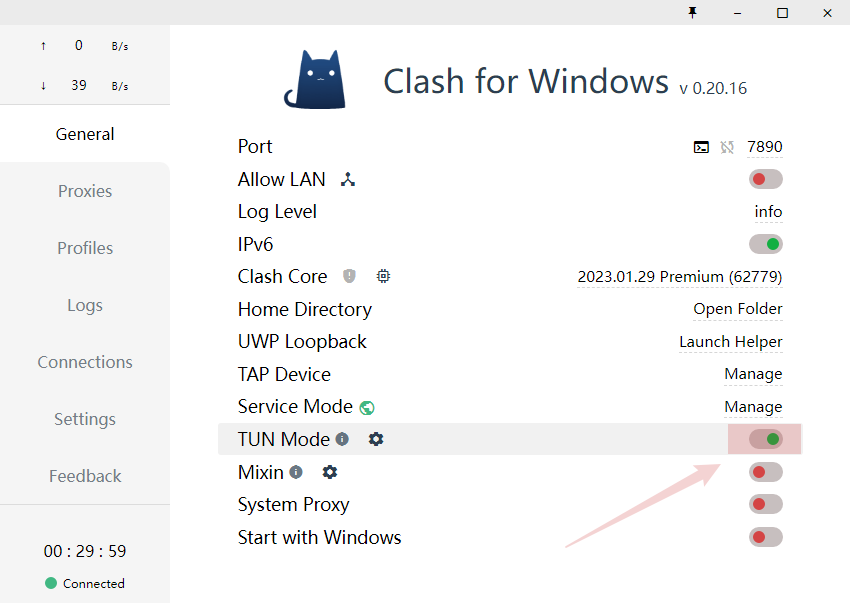 ↑ 0 B/s
↓ 39 B/s
General
Proxies
Profiles
Logs
Connections
Settings
Feedback
00 : 29 : 59
Connected
Clash for Windows v 0.20.16
Port 7890
Allow LAN
Log Level info
IPv6
Clash Core 2023.01.29 Premium (62779)
Home Directory Open Folder
UWP Loopback Launch Helper
TAP Device Manage
Service Mode Manage
TUN Mode
Mixin
System Proxy
Start with Windows